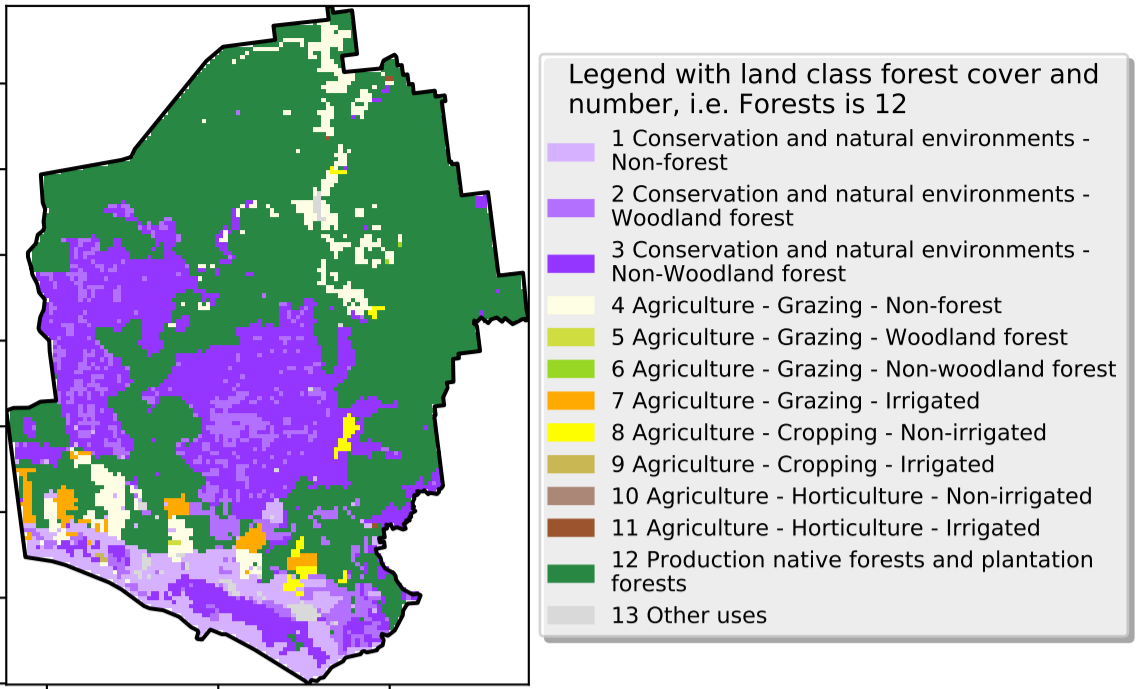 Legend with land class forest cover and
number, i.e. Forests is 12
1 Conservation and natural environments -
Non-forest
2 Conservation and natural environments -
Woodland forest
3 Conservation and natural environments -
Non-Woodland forest
4 Agriculture - Grazing - Non-forest
5 Agriculture - Grazing - Woodland forest
6 Agriculture - Grazing - Non-woodland forest
7 Agriculture - Grazing - Irrigated
8 Agriculture - Cropping - Non-irrigated
9 Agriculture - Cropping - Irrigated
10 Agriculture - Horticulture - Non-irrigated
11 Agriculture - Horticulture - Irrigated
12 Production native forests and plantation
forests
13 Other uses